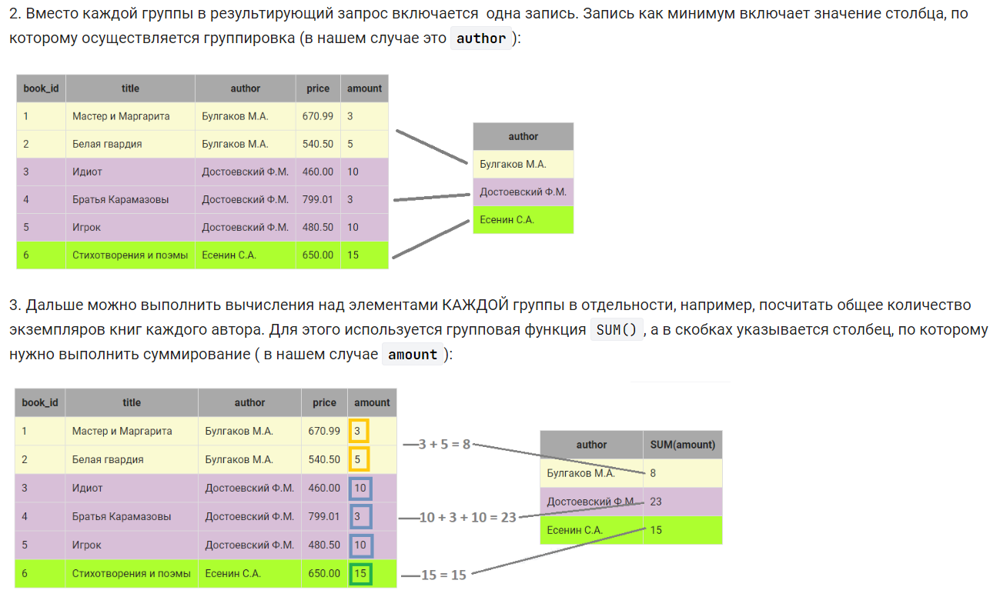 2. Вместо каждой группы в результирующий запрос включается  одна запись. Запись как минимум включает значение столбца, по
которому осуществляется группировка (в нашем случае это author):
book_id title author price amount
1 Мастер и Маргарита Булгаков М.А. 670.99 3
2 Белая гвардия Булгаков М.А. 540.50 5
3 Идиот Достоевский Ф.М. 460.00 10
4 Братья Карамазовы Достоевский Ф.М. 799.01 3
5 Игрок Достоевский Ф.М. 480.50 10
6 Стихотворения и поэмы Есенин С.А. 650.00 15
author
Булгаков М.А.
Достоевский Ф.М.
Есенин С.А.
3. Дальше можно выполнить вычисления над элементами КАЖДОЙ группы в отдельности, например, посчитать общее количество
экземпляров книг каждого автора. Для этого используется групповая функция SUM() , а в скобках указывается столбец, по которому
нужно выполнить суммирование ( в нашем случае amount ):
book_id title author price amount
1 Мастер и Маргарита Булгаков М.А. 670.99 3
2 Белая гвардия Булгаков М.А. 540.50 5
3 Идиот Достоевский Ф.М. 460.00 10
4 Братья Карамазовы Достоевский Ф.М. 799.01 3
5 Игрок Достоевский Ф.М. 480.50 10
6 Стихотворения и поэмы Есенин С.А. 650.00 15
3 + 5 = 8
10 + 3 + 10 = 23
15 = 15
author SUM(amount)
Булгаков М.А. 8
Достоевский Ф.М. 23
Есенин С.А. 15